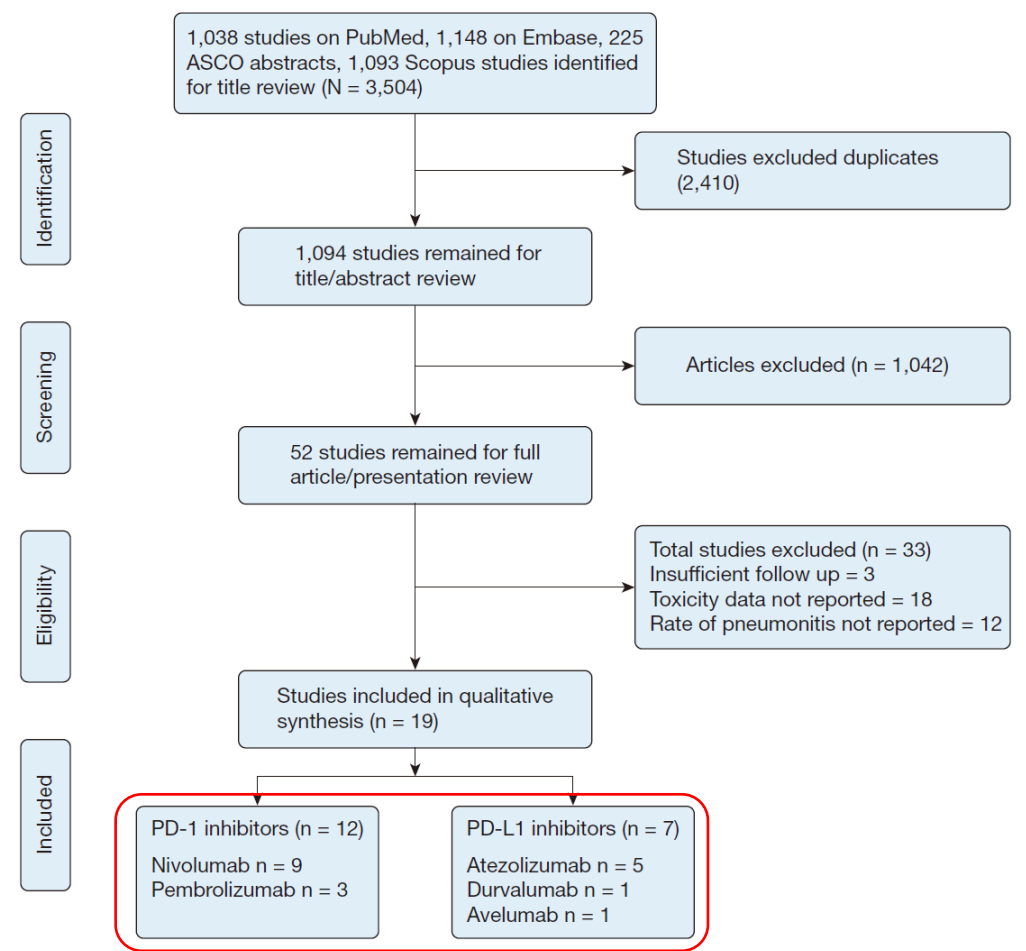 1,038 studies on PubMed, 1,148 on Embase, 225
ASCO abstracts, 1,093 Scopus studies identified
for title review (N = 3,504)
Identification
Studies excluded duplicates
(2,410)
1,094 studies remained for
title/abstract review
Screening
Articles excluded (n = 1,042)
52 studies remained for full
article/presentation review
Eligibility
Total studies excluded (n = 33)
Insufficient follow up = 3
Toxicity data not reported = 18
Rate of pneumonitis not reported = 12
Studies included in qualitative
synthesis (n = 19)
Included
PD-1 inhibitors (n = 12)
Nivolumab n = 9
Pembrolizumab n = 3
PD-L1 inhibitors (n = 7)
Atezolizumab n = 5
Durvalumab n = 1
Avelumab n = 1